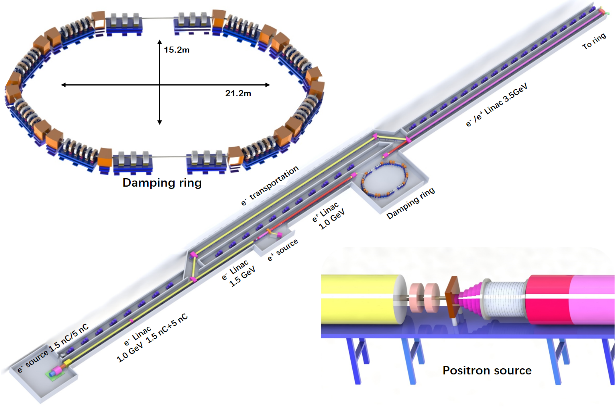 15.2m
21.2m
Damping ring
To ring
e⁻/e⁺ Linac 3.5GeV
e⁻ transportation
Damping ring
e⁺ Linac
1.0 GeV
e⁺ source
e⁻ Linac
1.5 GeV
e⁻ source 1.5 nC/5 nC
e⁻ Linac
1.0 GeV 1.5 nC+5 nC
Positron source